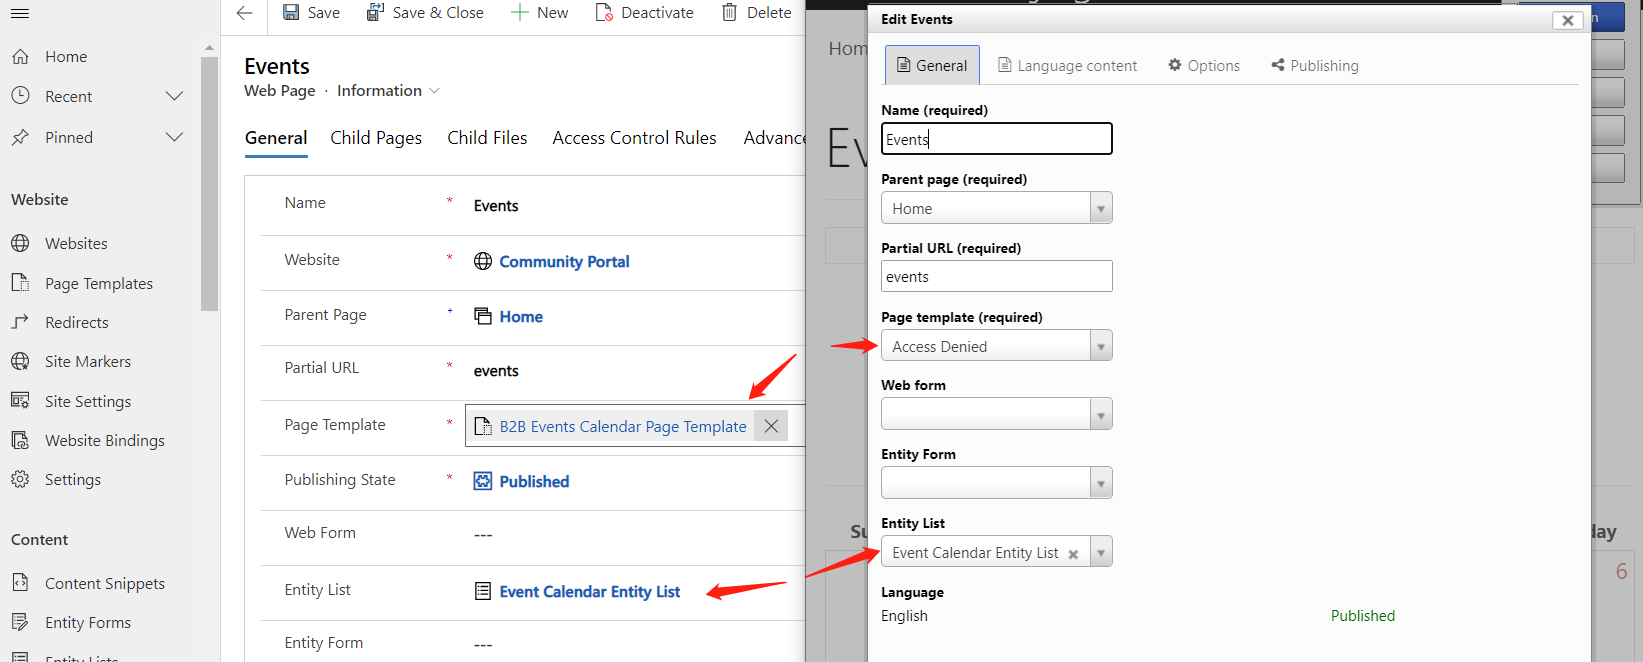 Home
Recent
Pinned
Website
Websites
Page Templates
Redirects
Site Markers
Site Settings
Website Bindings
Settings
Content
Content Snippets
Entity Forms
Entity Lists
Save
Save & Close
New
Deactivate
Delete
Events
Web Page · Information
General
Child Pages
Child Files
Access Control Rules
Advance
Name * Events
Website * Community Portal
Parent Page + Home
Partial URL * events
Page Template * B2B Events Calendar Page Template
Publishing State * Published
Web Form ---
Entity List Event Calendar Entity List
Entity Form ---
Hom
Ev
Su
day
6
n
Edit Events
General
Language content
Options
Publishing
Name (required)
Events
Parent page (required)
Home
Partial URL (required)
events
Page template (required)
Access Denied
Web form
Entity Form
Entity List
Event Calendar Entity List
Language
English
Published